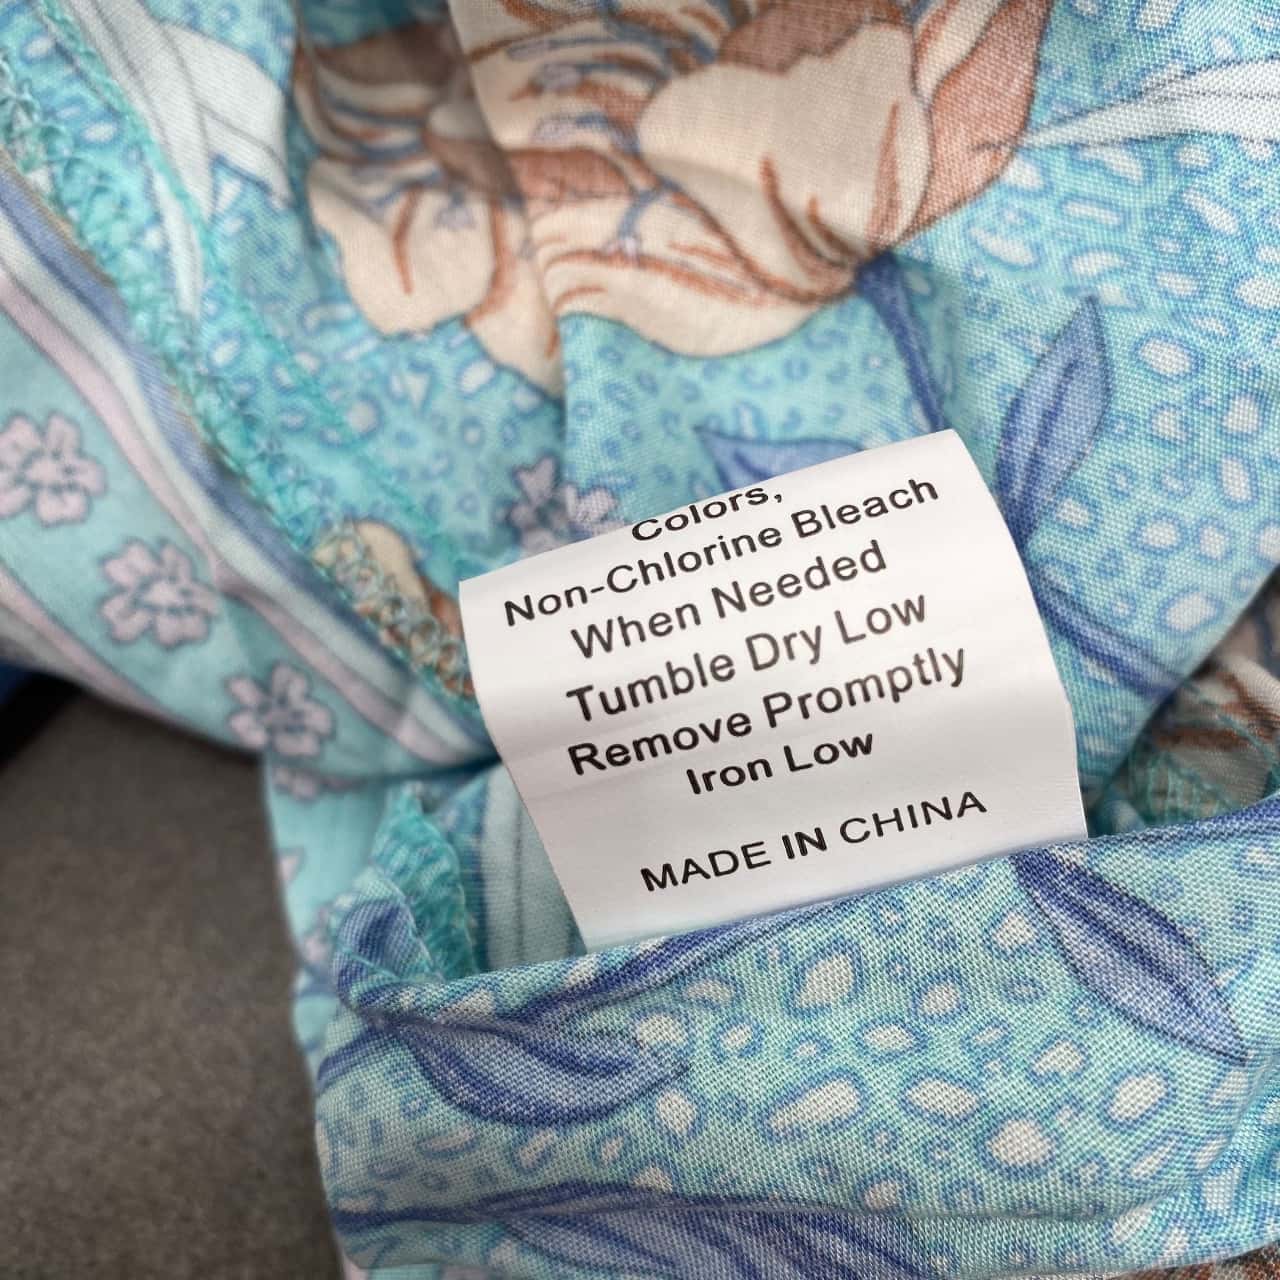 Colors,
Non-Chlorine Bleach
When Needed
Tumble Dry Low
Remove Promptly
Iron Low
MADE IN CHINA